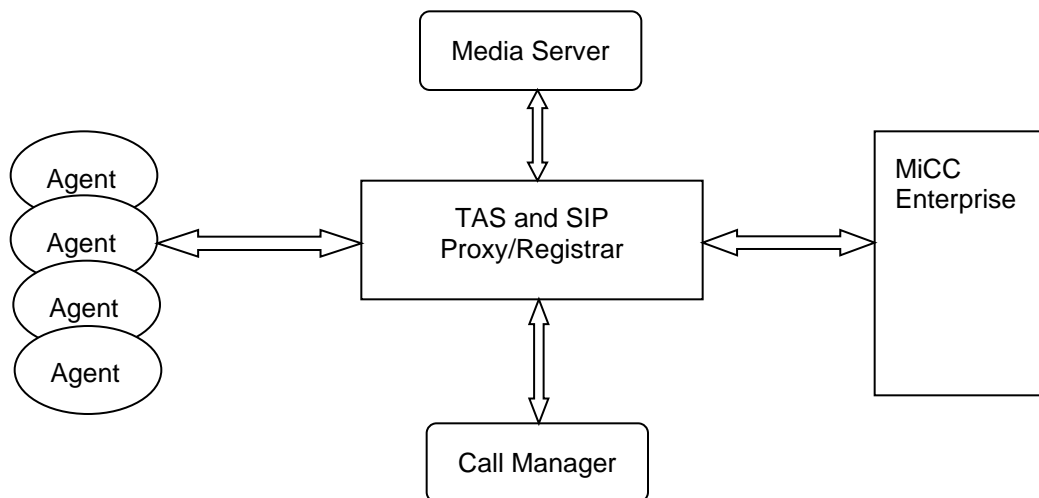 Media Server
Agent
Agent
Agent
Agent
TAS and SIP
Proxy/Registrar
MiCC
Enterprise
Call Manager